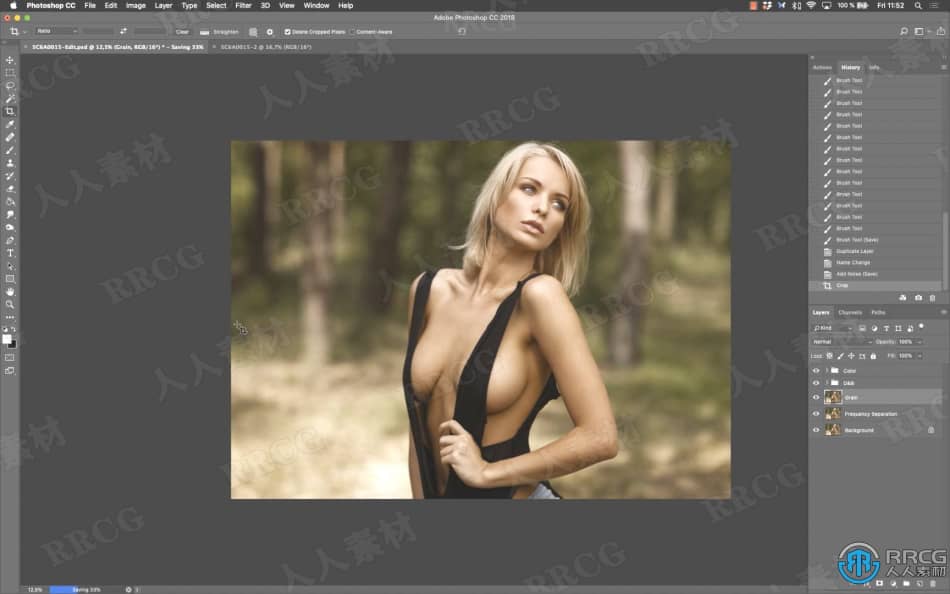 Photoshop CC File Edit Image Layer Type Select Filter 3D View Window Help
100 % Fri 11:52
Adobe Photoshop CC 2018
Ratio Clear Straighten Delete Cropped Pixels Content-Aware
5C6A0015-Edit.psd @ 12,5% (Grain, RGB/16*) * - Saving 33%
5C6A0015-2 @ 16,7% (RGB/16*)
Actions History Info
Brush Tool
Brush Tool
Brush Tool
Brush Tool
Brush Tool
Brush Tool
Brush Tool
Brush Tool
Brush Tool
Brush Tool
Brush Tool
Brush Tool
Brush Tool
Brush Tool
Brush Tool (Save)
Duplicate Layer
Name Change
Add Noise (Save)
Crop
Layers Channels Paths
Kind
Normal Opacity: 100%
Lock: Fill: 100%
Color
D&B
Grain
Frequency Separation
Background
12,5% Saving 33%
RRCG
人人素材